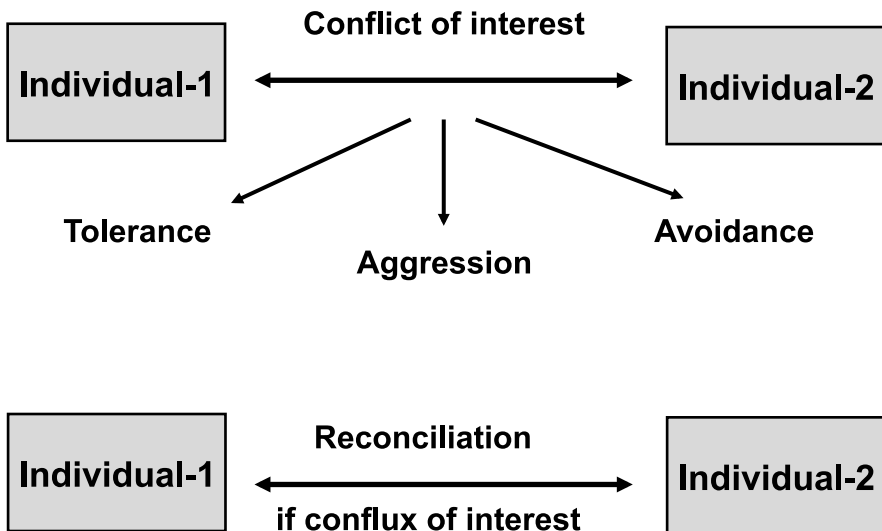 Conflict of interest
Individual-1
Individual-2
Tolerance
Aggression
Avoidance
Individual-1
Reconciliation
if conflux of interest
Individual-2